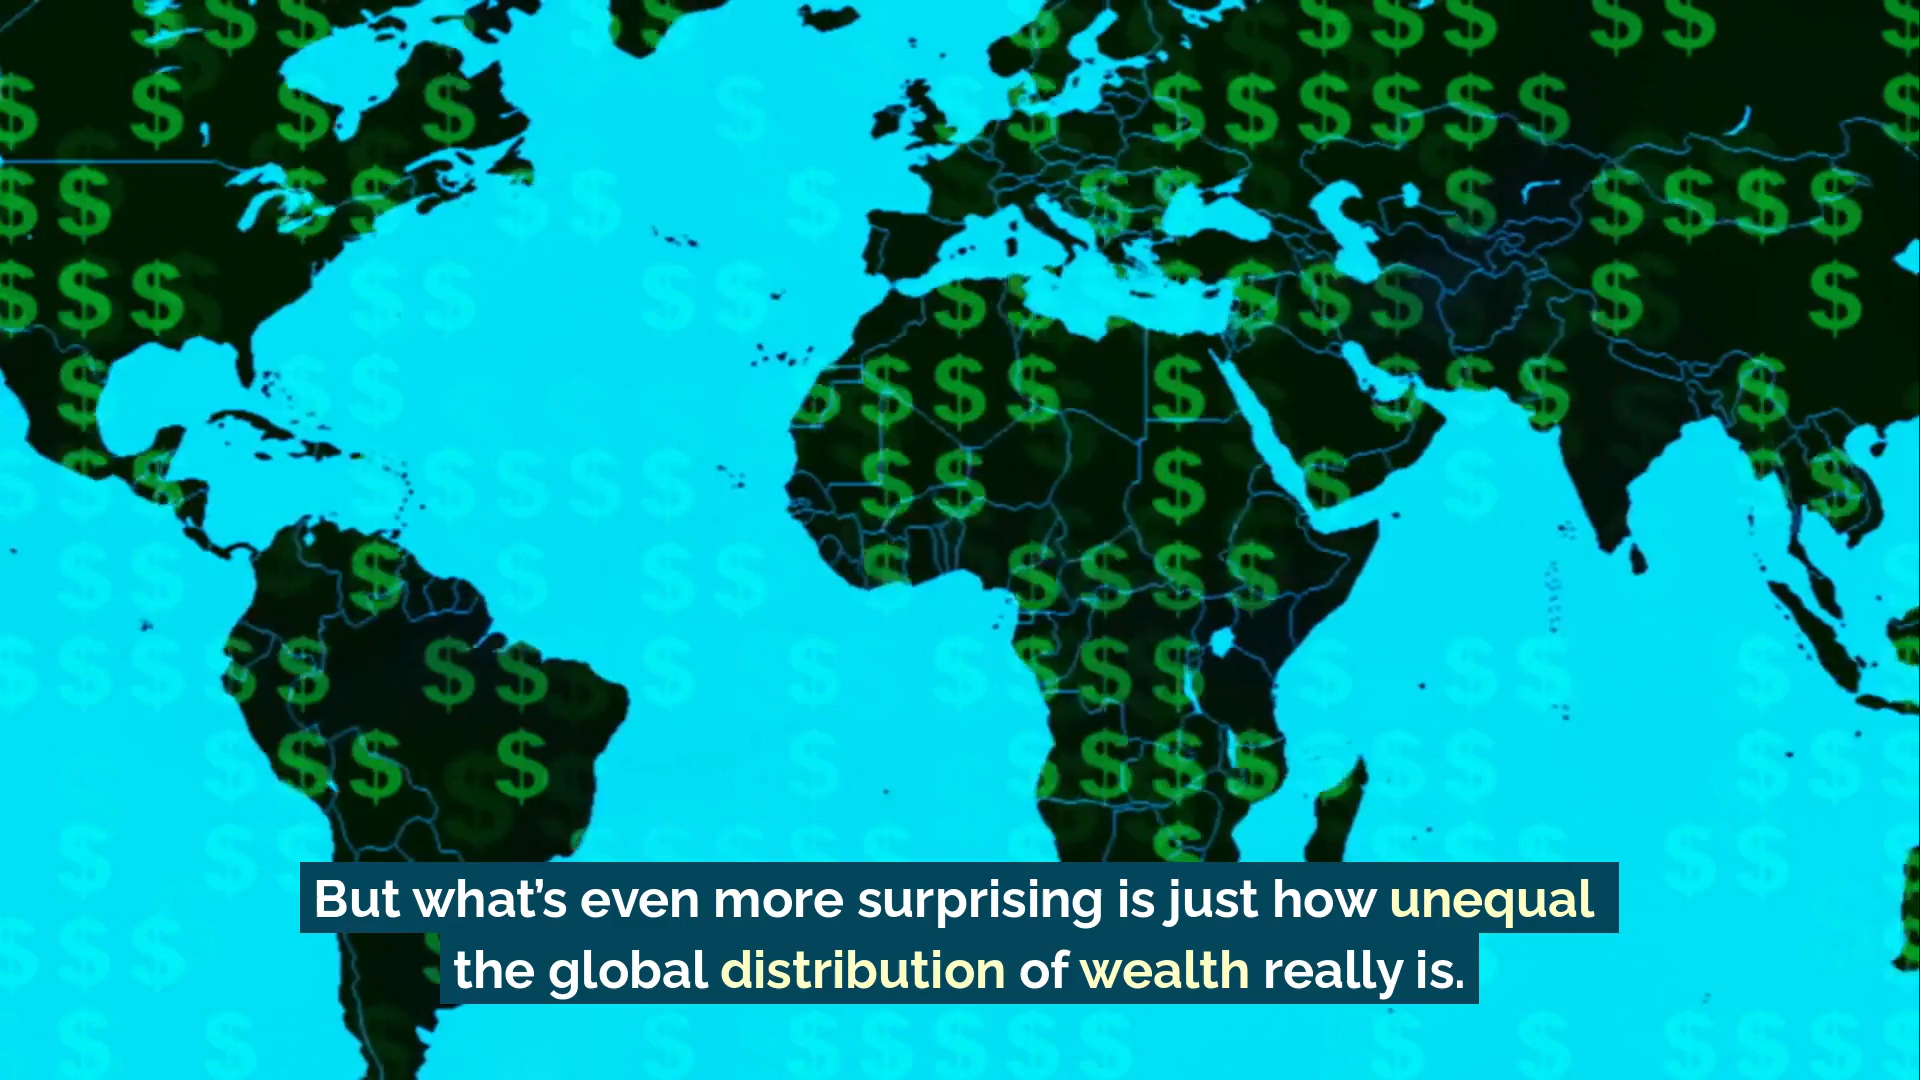 But what’s even more surprising is just how unequal
the global distribution of wealth really is.